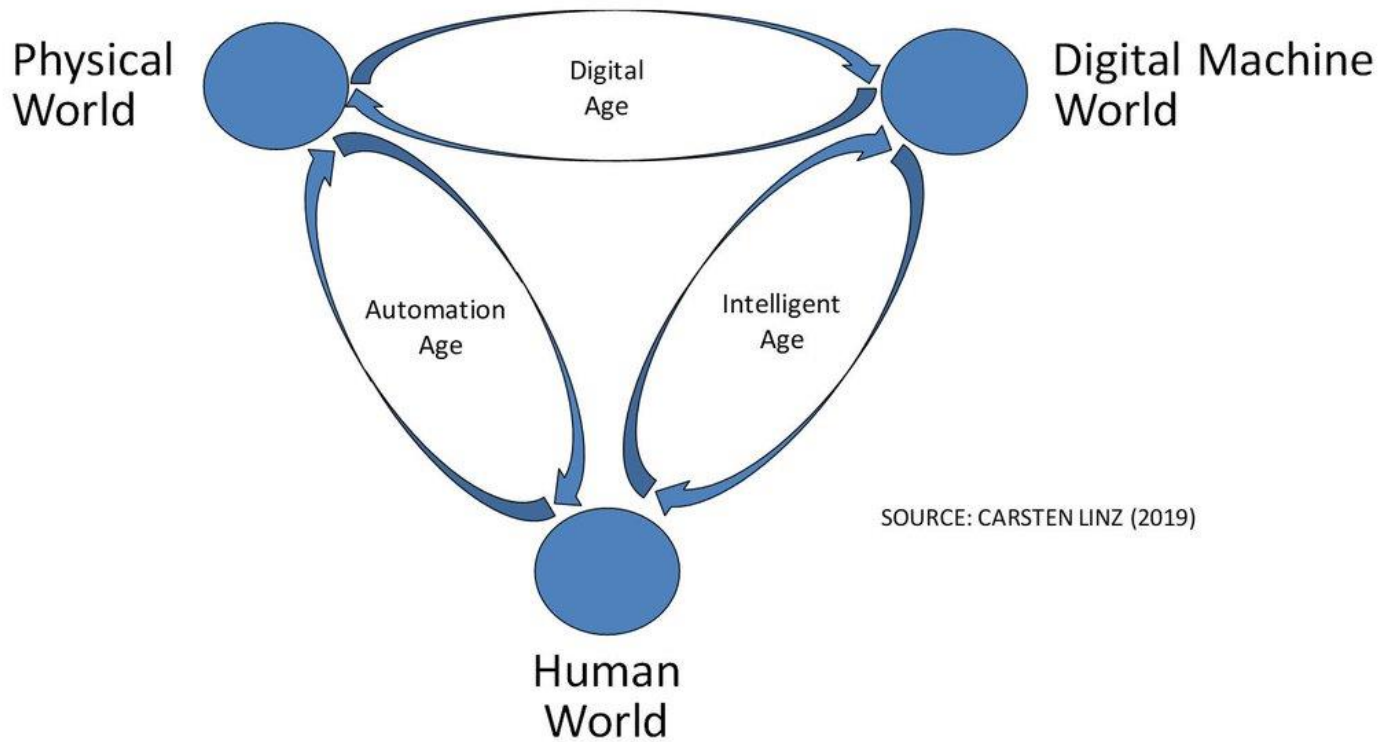 Physical
World
Digital
Age
Digital Machine
World
Automation
Age
Intelligent
Age
SOURCE: CARSTEN LINZ (2019)
Human
World